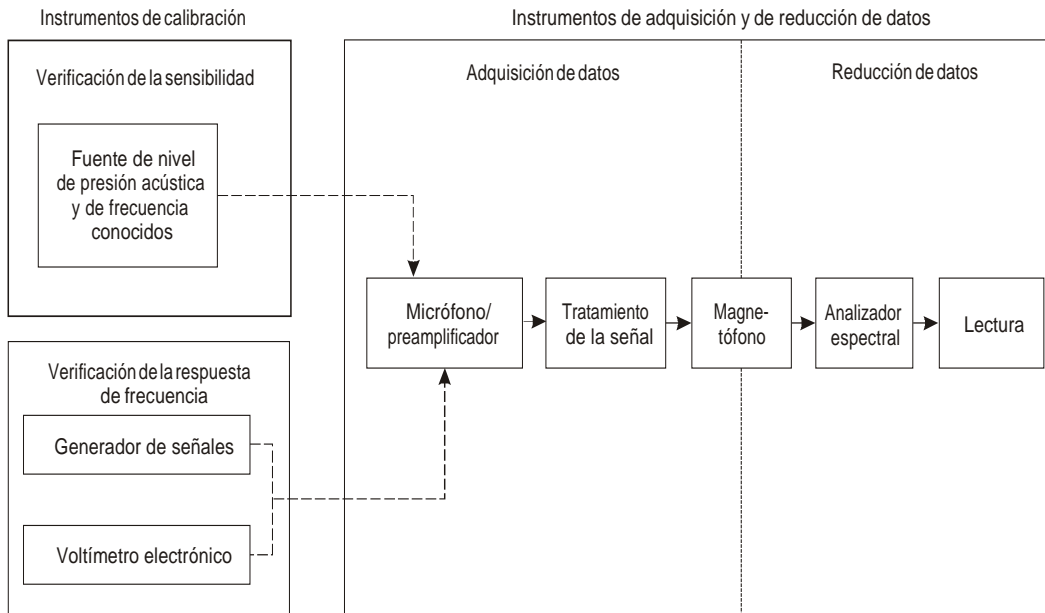 Instrumentos de calibración
Instrumentos de adquisición y de reducción de datos
Verificación de la sensibilidad
Fuente de nivel
de presión acústica
y de frecuencia
conocidos
Adquisición de datos
Reducción de datos
Micrófono/
preamplificador
Tratamiento
de la señal
Magne-
tófono
Analizador
espectral
Lectura
Verificación de la respuesta
de frecuencia
Generador de señales
Voltímetro electrónico